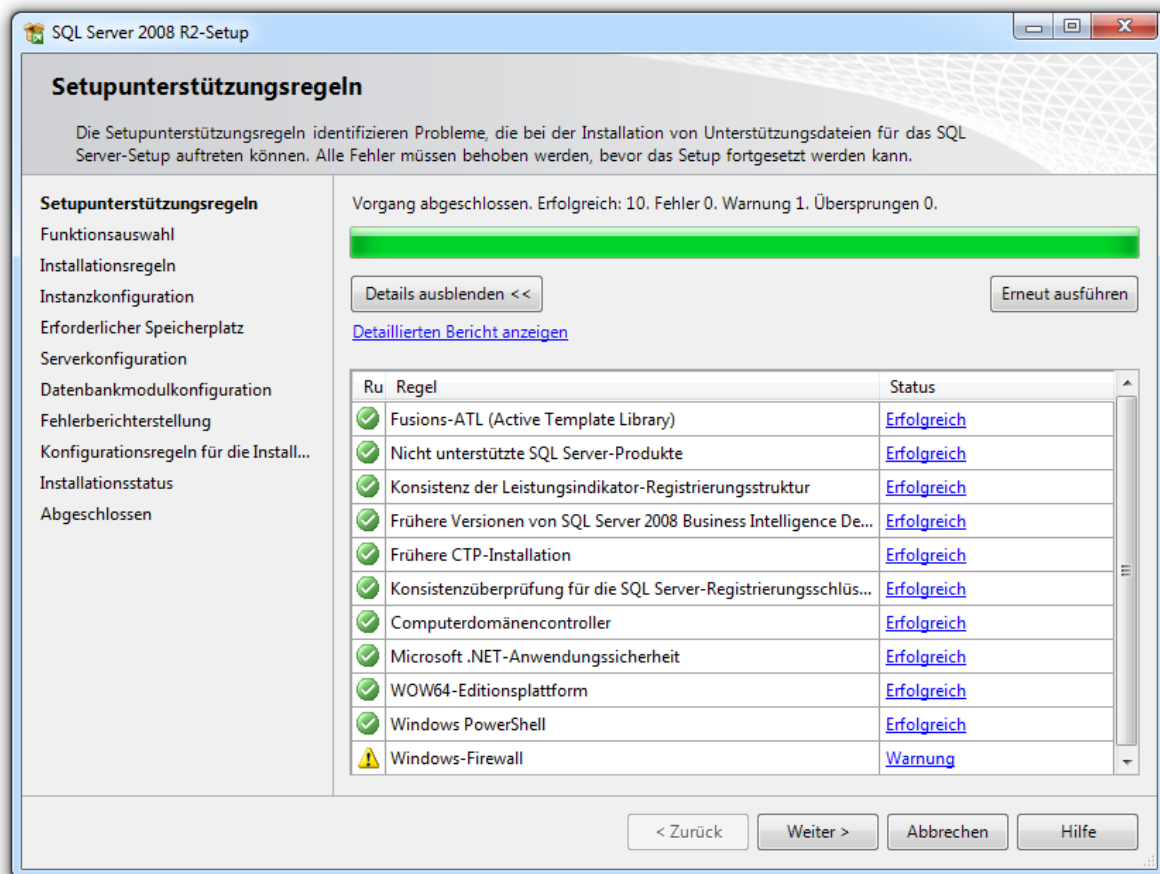 SQL Server 2008 R2-Setup
Setupunterstützungsregeln
Die Setupunterstützungsregeln identifizieren Probleme, die bei der Installation von Unterstützungsdateien für das SQL
Server-Setup auftreten können. Alle Fehler müssen behoben werden, bevor das Setup fortgesetzt werden kann.
Setupunterstützungsregeln
Funktionsauswahl
Installationsregeln
Instanzkonfiguration
Erforderlicher Speicherplatz
Serverkonfiguration
Datenbankmodulkonfiguration
Fehlerberichterstellung
Konfigurationsregeln für die Install...
Installationsstatus
Abgeschlossen
Vorgang abgeschlossen. Erfolgreich: 10. Fehler 0. Warnung 1. Übersprungen 0.
Details ausblenden <<
Erneut ausführen
Detaillierten Bericht anzeigen
Ru Regel Status
Fusions-ATL (Active Template Library) Erfolgreich
Nicht unterstützte SQL Server-Produkte Erfolgreich
Konsistenz der Leistungsindikator-Registrierungsstruktur Erfolgreich
Frühere Versionen von SQL Server 2008 Business Intelligence De... Erfolgreich
Frühere CTP-Installation Erfolgreich
Konsistenzüberprüfung für die SQL Server-Registrierungsschlüs... Erfolgreich
Computerdomänencontroller Erfolgreich
Microsoft .NET-Anwendungssicherheit Erfolgreich
WOW64-Editionsplattform Erfolgreich
Windows PowerShell Erfolgreich
Windows-Firewall Warnung
< Zurück
Weiter >
Abbrechen
Hilfe